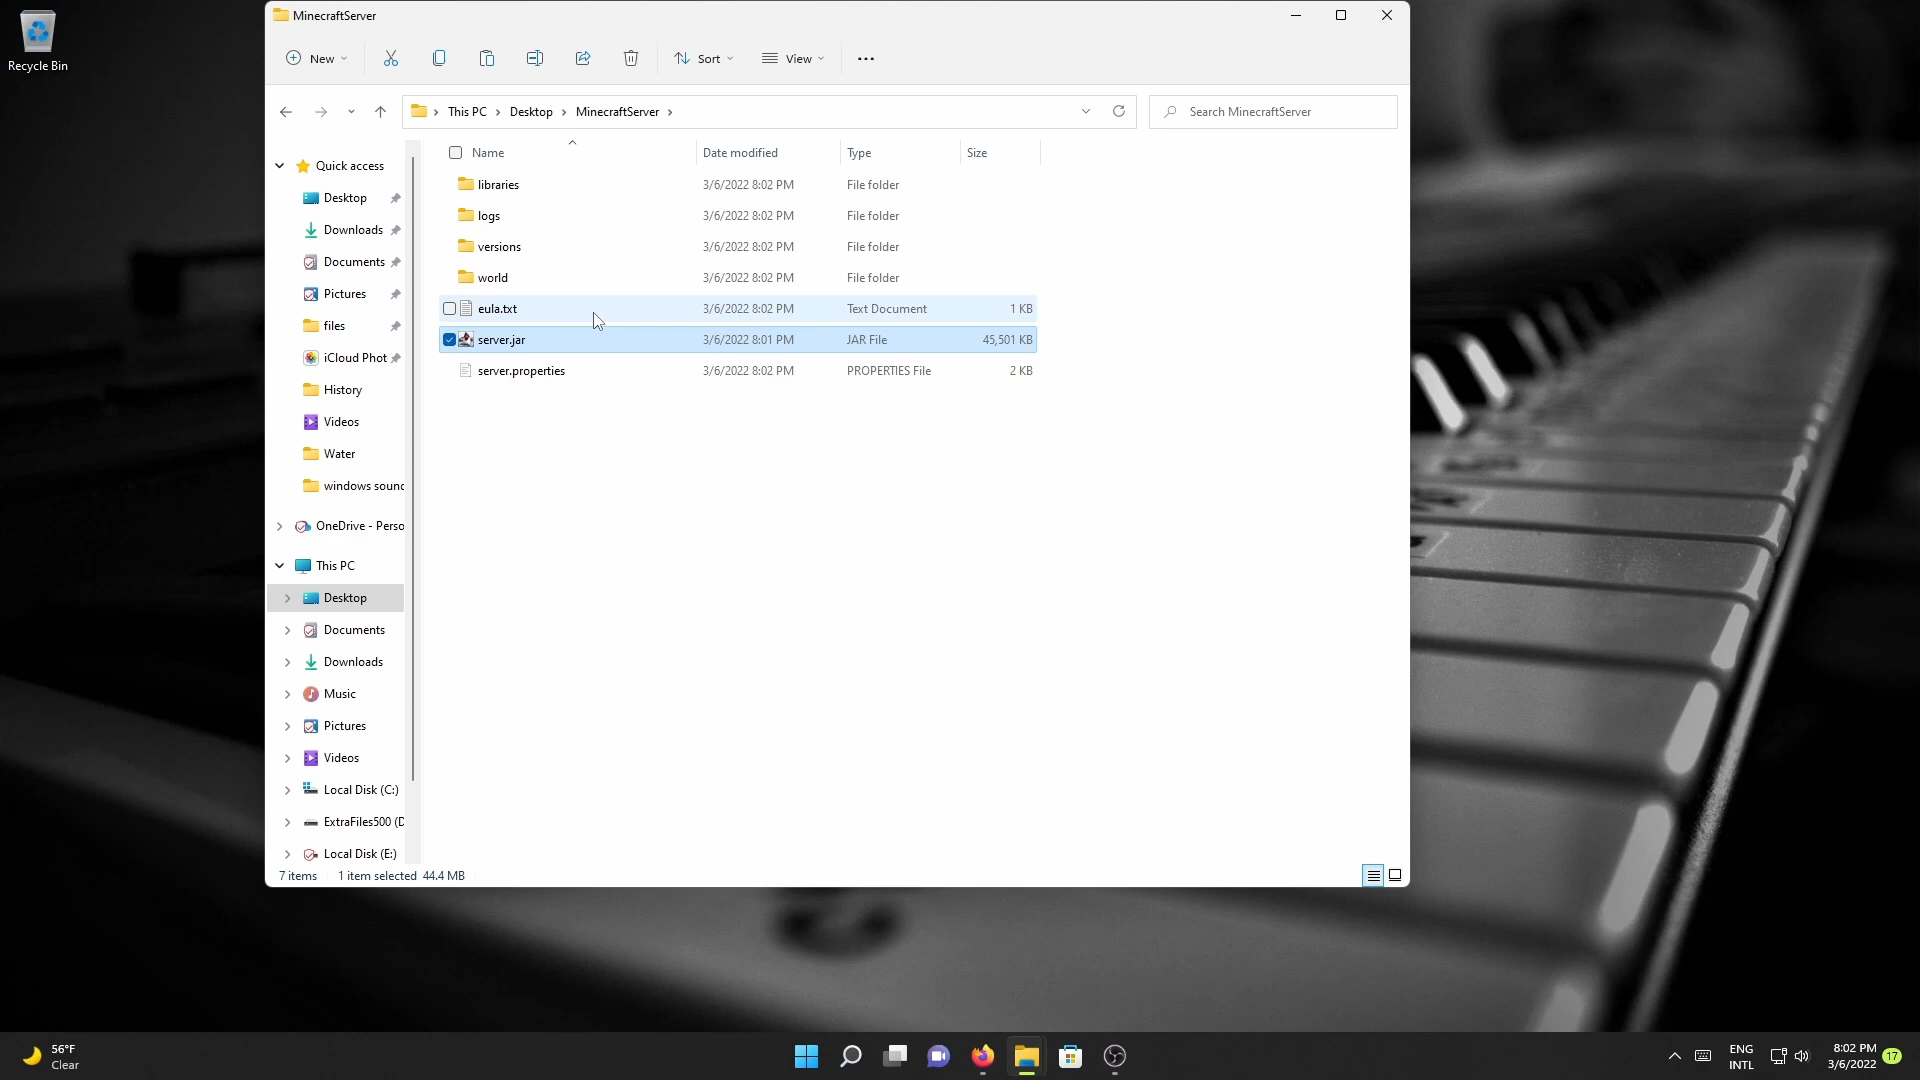 Recycle Bin
MinecraftServer
New
Sort
View
This PC
Desktop
MinecraftServer
Search MinecraftServer
Name
Date modified
Type
Size
libraries 3/6/2022 8:02 PM File folder
logs 3/6/2022 8:02 PM File folder
versions 3/6/2022 8:02 PM File folder
world 3/6/2022 8:02 PM File folder
eula.txt 3/6/2022 8:02 PM Text Document 1 KB
server.jar 3/6/2022 8:01 PM JAR File 45,501 KB
server.properties 3/6/2022 8:02 PM PROPERTIES File 2 KB
Quick access
Desktop
Downloads
Documents
Pictures
files
iCloud Phot
History
Videos
Water
windows sounc
OneDrive - Perso
This PC
Desktop
Documents
Downloads
Music
Pictures
Videos
Local Disk (C:)
ExtraFiles500 (D
Local Disk (E:)
7 items 1 item selected 44.4 MB
56°F
Clear
ENG
INTL
8:02 PM
3/6/2022
17